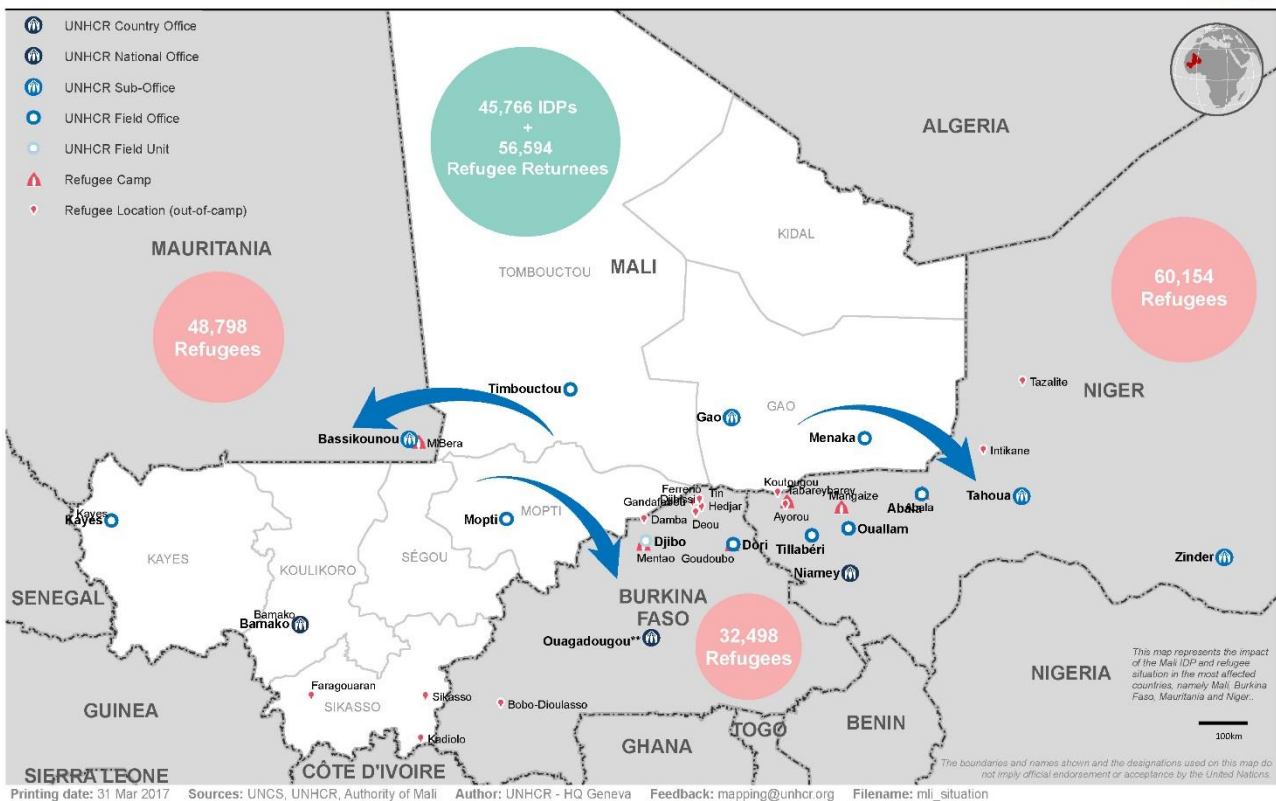 UNHCR Country Office
UNHCR National Office
UNHCR Sub-Office
UNHCR Field Office
UNHCR Field Unit
Refugee Camp
Refugee Location (out-of-camp)
45,766 IDPs
+
56,594
Refugee Returnees
ALGERIA
MAURITANIA
48,798
Refugees
TOMBOUCTOU
MALI
KIDAL
60,154
Refugees
NIGER
Tazalite
Timbouctou
Gao
GAO
Menaka
Intikane
Bassikounou
M'Bera
Kayes
Kayes
KAYES
KOULIKORO
SÉGOU
Mopti
MOPTI
Ferrerio
Djibissi
Gandafabou
Tin
Hedjar
Damba
Deou
Koutougou
Tabareybarey
Ayorou
Mangaize
Abala
Abala
Tahoua
Ouallam
Tillabéri
Niamey
Zinder
Djibo
Mentao
Goudoubo
Dori
SENEGAL
Bamako
Bamako
BURKINA
FASO
Ouagadougou**
32,498
Refugees
Faragouaran
SIKASSO
Sikasso
Kadiolo
Bobo-Dioulasso
GUINEA
SIERRA LEONE
CÔTE D'IVOIRE
GHANA
TOGO
BENIN
NIGERIA
This map represents the impact
of the Mali IDP and refugee
situation in the most affected
countries, namely Mali, Burkina
Faso, Mauritania and Niger..
100km
The boundaries and names shown and the designations used on this map do
not imply official endorsement or acceptance by the United Nations.
Printing date: 31 Mar 2017 Sources: UNCS, UNHCR, Authority of Mali Author: UNHCR - HQ Geneva Feedback: mapping@unhcr.org Filename: mli_situation